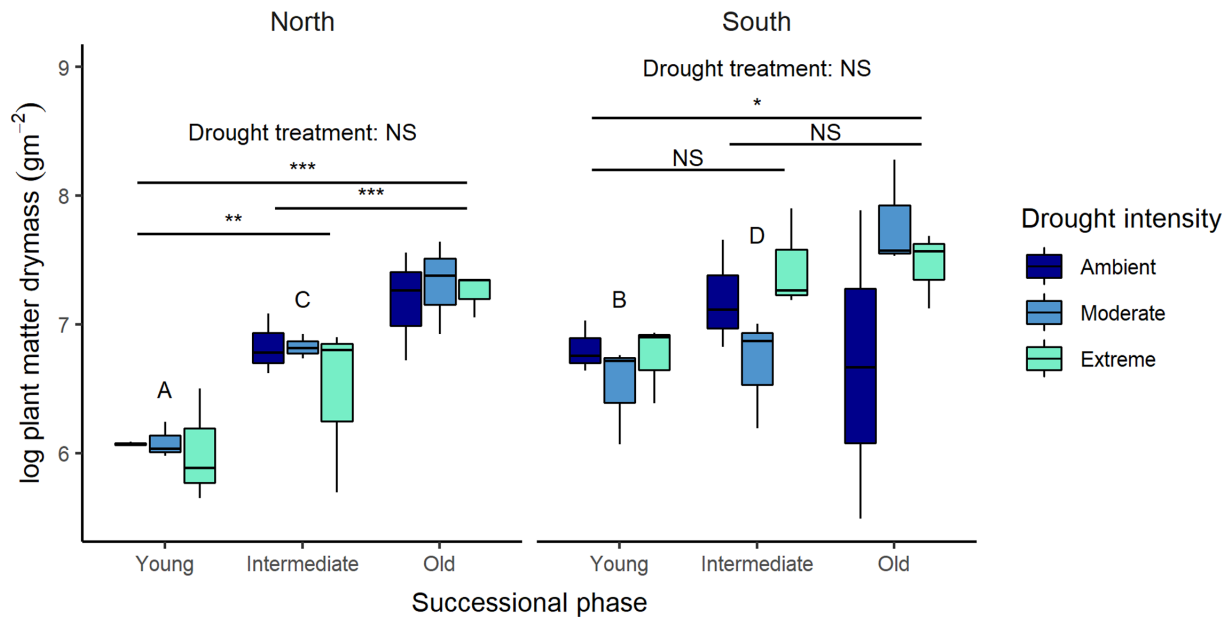 North
South
9
8
7
6
log plant matter drymass (gm⁻²)
Drought treatment: NS
***
***
**
A
C
Drought treatment: NS
*
NS
NS
B
D
Young
Intermediate
Old
Young
Intermediate
Old
Successional phase
Drought intensity
Ambient
Moderate
Extreme